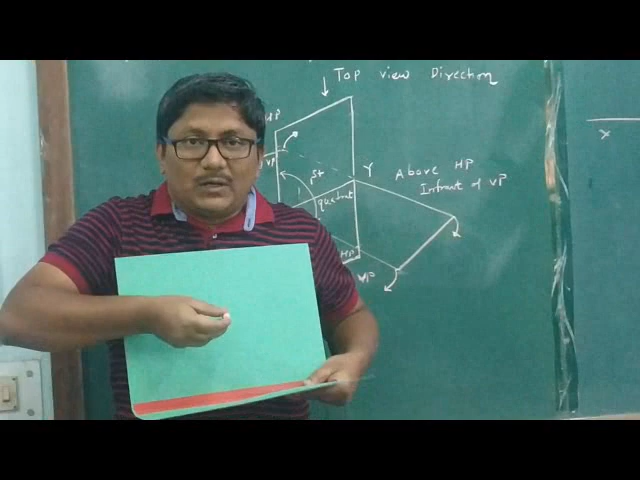 Top view Direction
VP
VP
1st
quadrant
Y
Above HP
Infront of VP
HP
HP
X